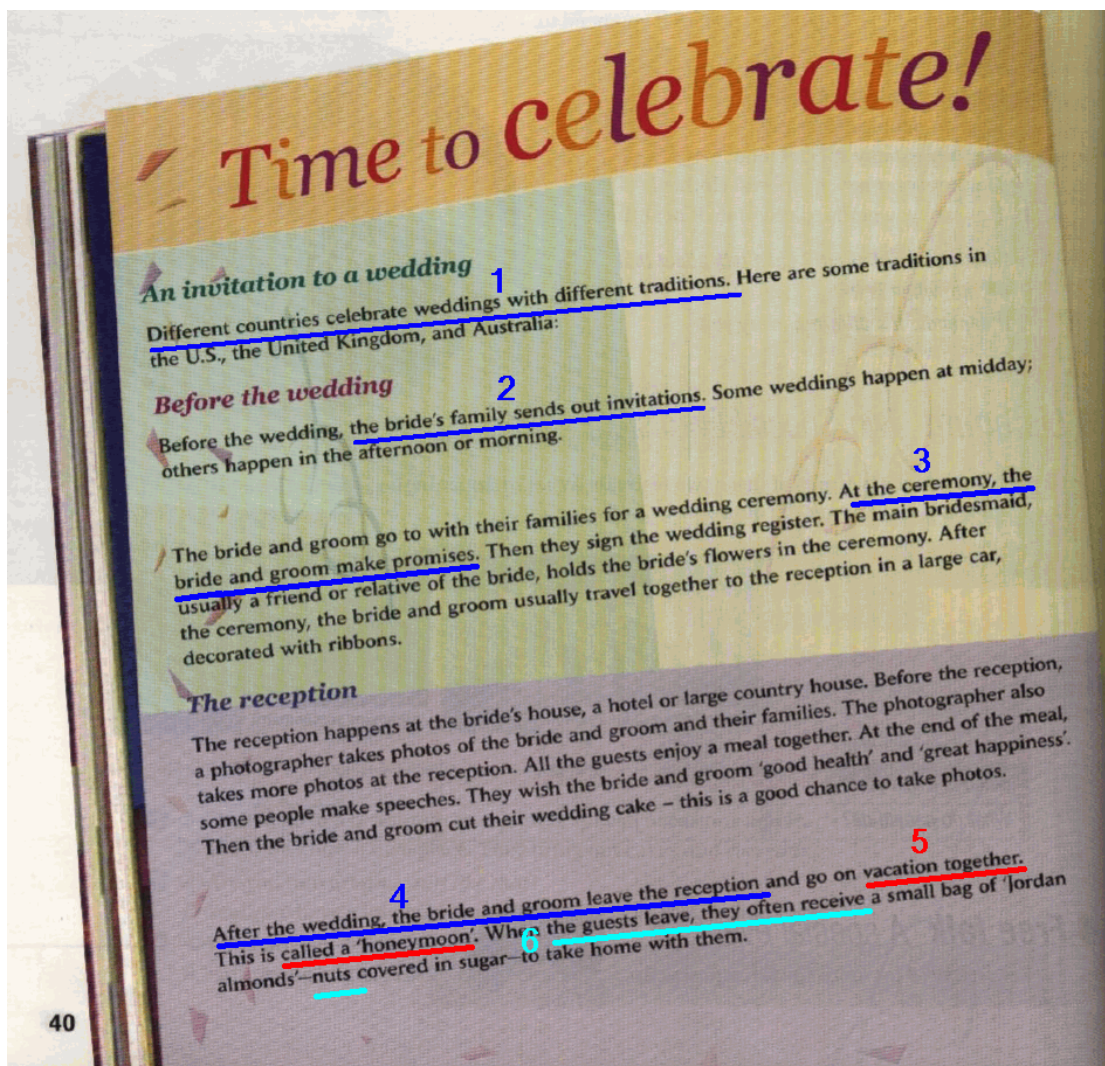 Time to celebrate!
An invitation to a wedding
1
Different countries celebrate weddings with different traditions. Here are some traditions in
the U.S., the United Kingdom, and Australia:
Before the wedding
2
Before the wedding, the bride's family sends out invitations. Some weddings happen at midday;
others happen in the afternoon or morning.
3
The bride and groom go to with their families for a wedding ceremony. At the ceremony, the
bride and groom make promises. Then they sign the wedding register. The main bridesmaid,
usually a friend or relative of the bride, holds the bride's flowers in the ceremony. After
the ceremony, the bride and groom usually travel together to the reception in a large car,
decorated with ribbons.
The reception
The reception happens at the bride's house, a hotel or large country house. Before the reception,
a photographer takes photos of the bride and groom and their families. The photographer also
takes more photos at the reception. All the guests enjoy a meal together. At the end of the meal,
some people make speeches. They wish the bride and groom 'good health' and 'great happiness'.
Then the bride and groom cut their wedding cake – this is a good chance to take photos.
4
5
After the wedding, the bride and groom leave the reception and go on vacation together.
This is called a 'honeymoon'. When the guests leave, they often receive a small bag of 'Jordan
6
almonds'–nuts covered in sugar–to take home with them.
40